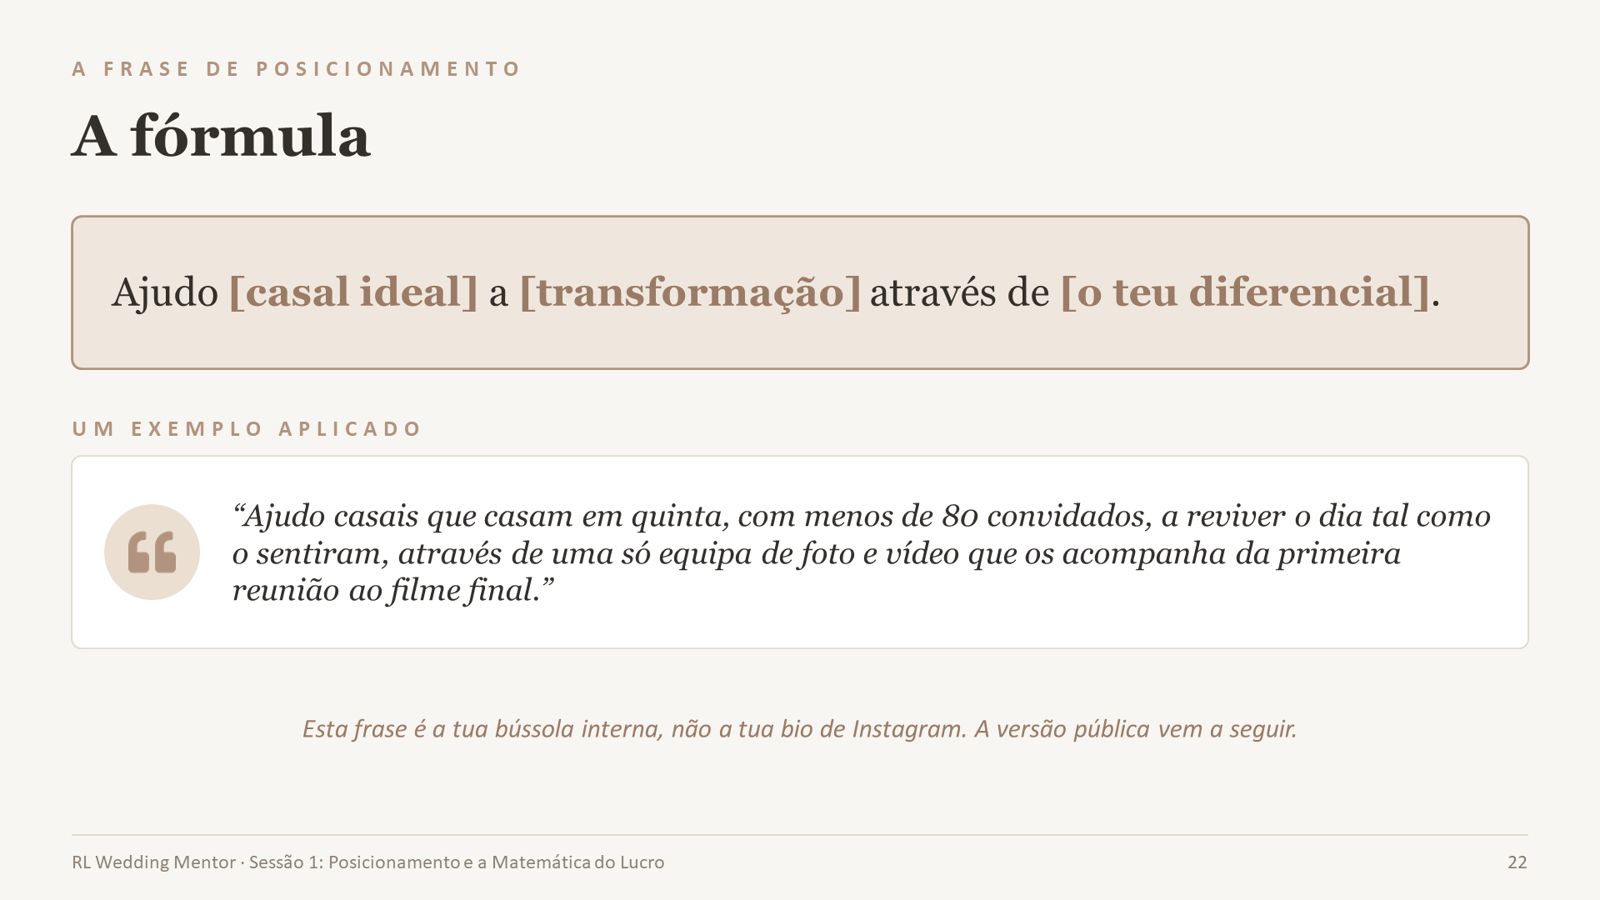 A FRASE DE POSICIONAMENTO
A fórmula
Ajudo [casal ideal] a [transformação] através de [o teu diferencial].
UM EXEMPLO APLICADO
“Ajudo casais que casam em quinta, com menos de 80 convidados, a reviver o dia tal como
o sentiram, através de uma só equipa de foto e vídeo que os acompanha da primeira
reunião ao filme final.”
Esta frase é a tua bússola interna, não a tua bio de Instagram. A versão pública vem a seguir.
RL Wedding Mentor · Sessão 1: Posicionamento e a Matemática do Lucro
22